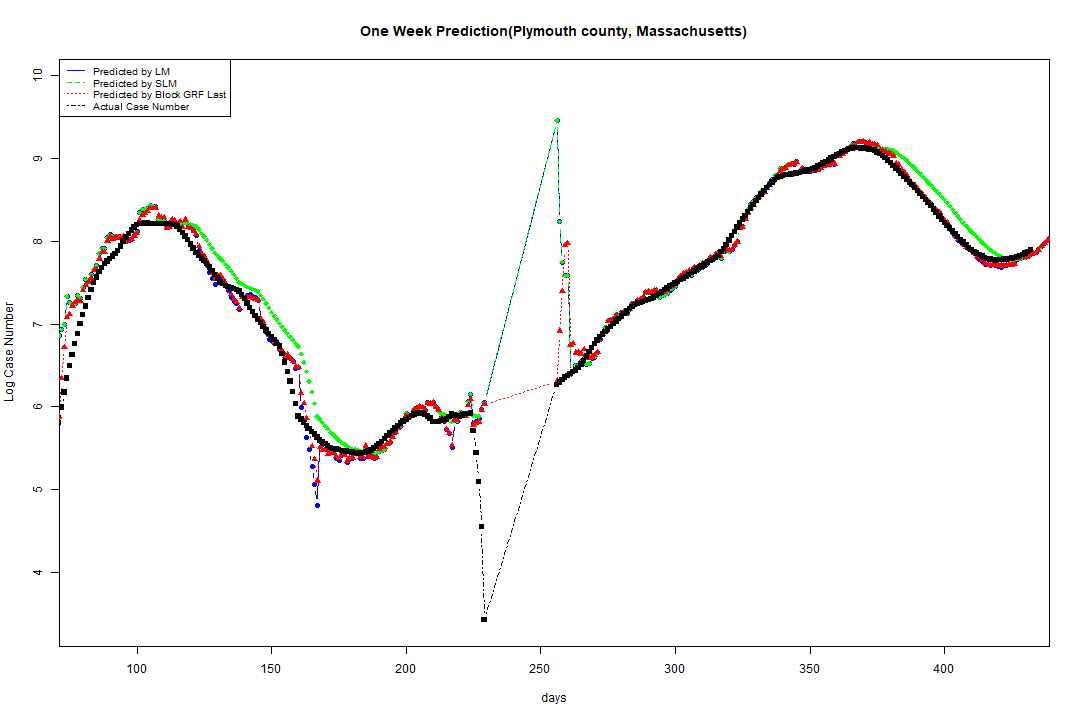 One Week Prediction(Plymouth county, Massachusetts)
Predicted by LM
Predicted by SLM
Predicted by Block GRF Last
Actual Case Number
10
9
8
7
6
5
4
Log Case Number
100 150 200 250 300 350 400
days